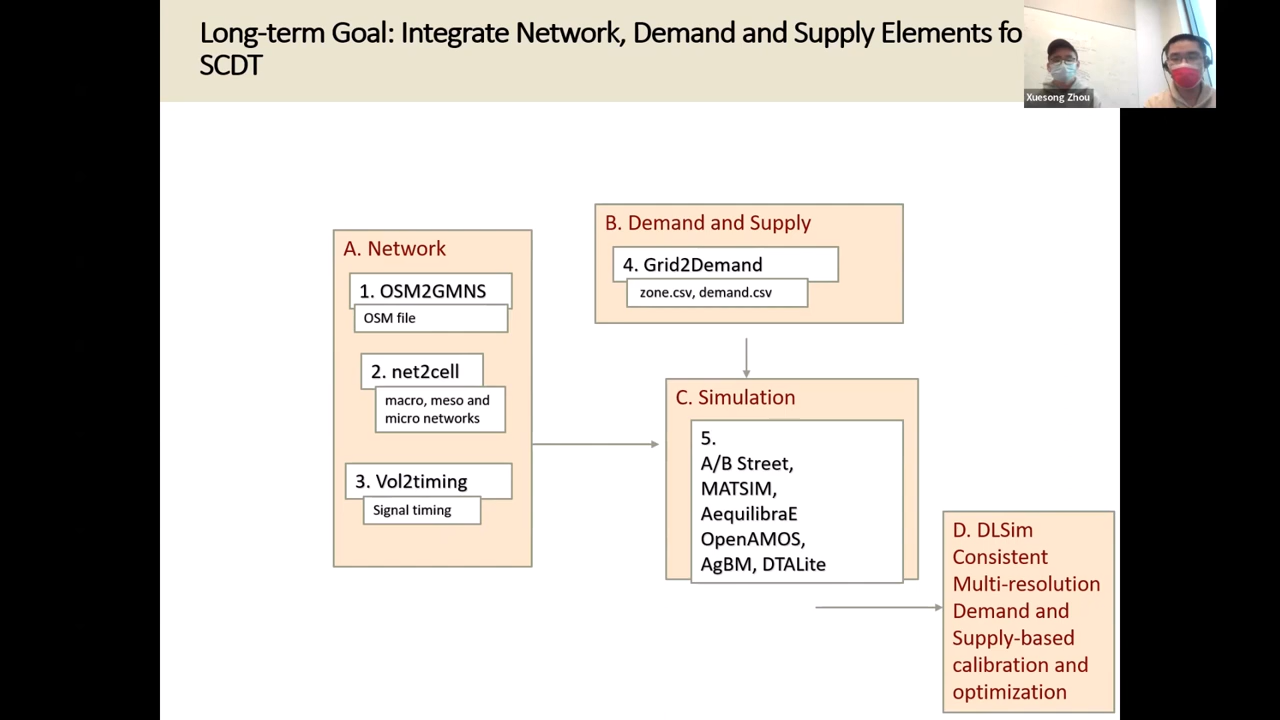 Long-term Goal: Integrate Network, Demand and Supply Elements fo
SCDT
Xuesong Zhou
A. Network
1. OSM2GMNS
OSM file
2. net2cell
macro, meso and
micro networks
3. Vol2timing
Signal timing
B. Demand and Supply
4. Grid2Demand
zone.csv, demand.csv
C. Simulation
5.
A/B Street,
MATSIM,
AequilibraE
OpenAMOS,
AgBM, DTALite
D. DLSim
Consistent
Multi-resolution
Demand and
Supply-based
calibration and
optimization